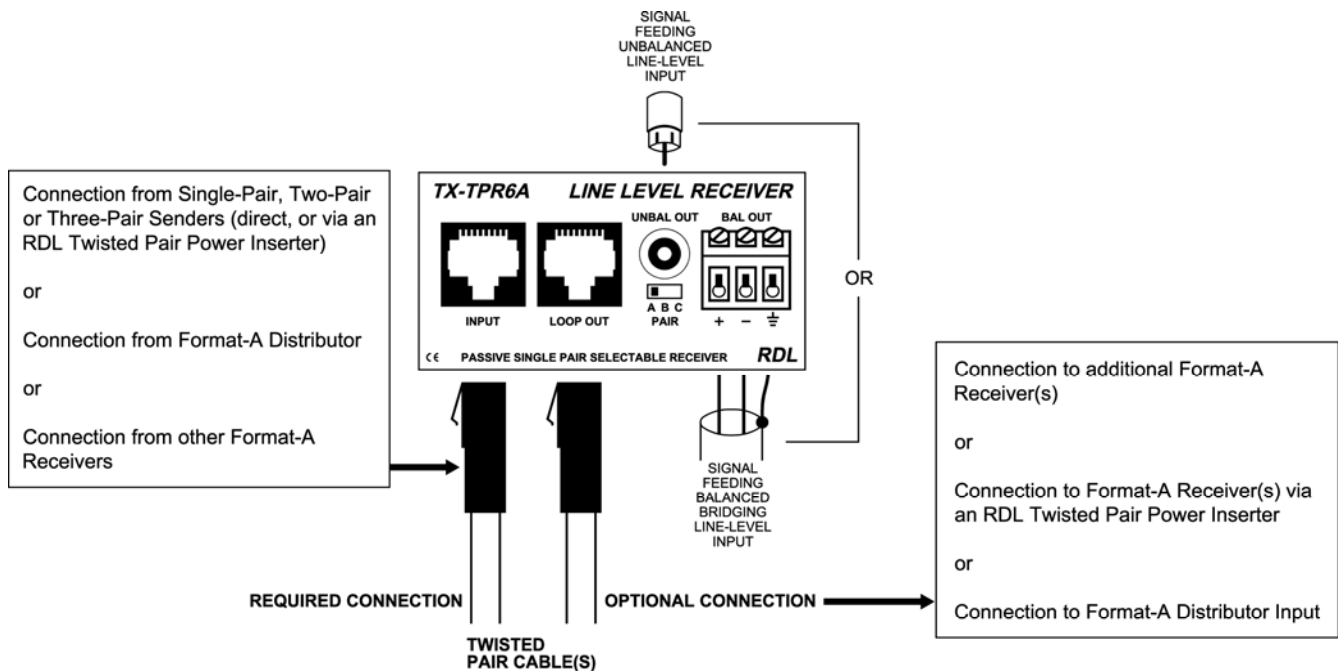 SIGNAL
FEEDING
UNBALANCED
LINE-LEVEL
INPUT
Connection from Single-Pair, Two-Pair
or Three-Pair Senders (direct, or via an
RDL Twisted Pair Power Inserter)
or
Connection from Format-A Distributor
or
Connection from other Format-A
Receivers
TX-TPR6A LINE LEVEL RECEIVER
UNBAL OUT BAL OUT
A B C
INPUT LOOP OUT PAIR + -
CE PASSIVE SINGLE PAIR SELECTABLE RECEIVER RDL
OR
SIGNAL
FEEDING
BALANCED
BRIDGING
LINE-LEVEL
INPUT
Connection to additional Format-A
Receiver(s)
or
Connection to Format-A Receiver(s) via
an RDL Twisted Pair Power Inserter
or
Connection to Format-A Distributor Input
REQUIRED CONNECTION OPTIONAL CONNECTION
TWISTED
PAIR CABLE(S)